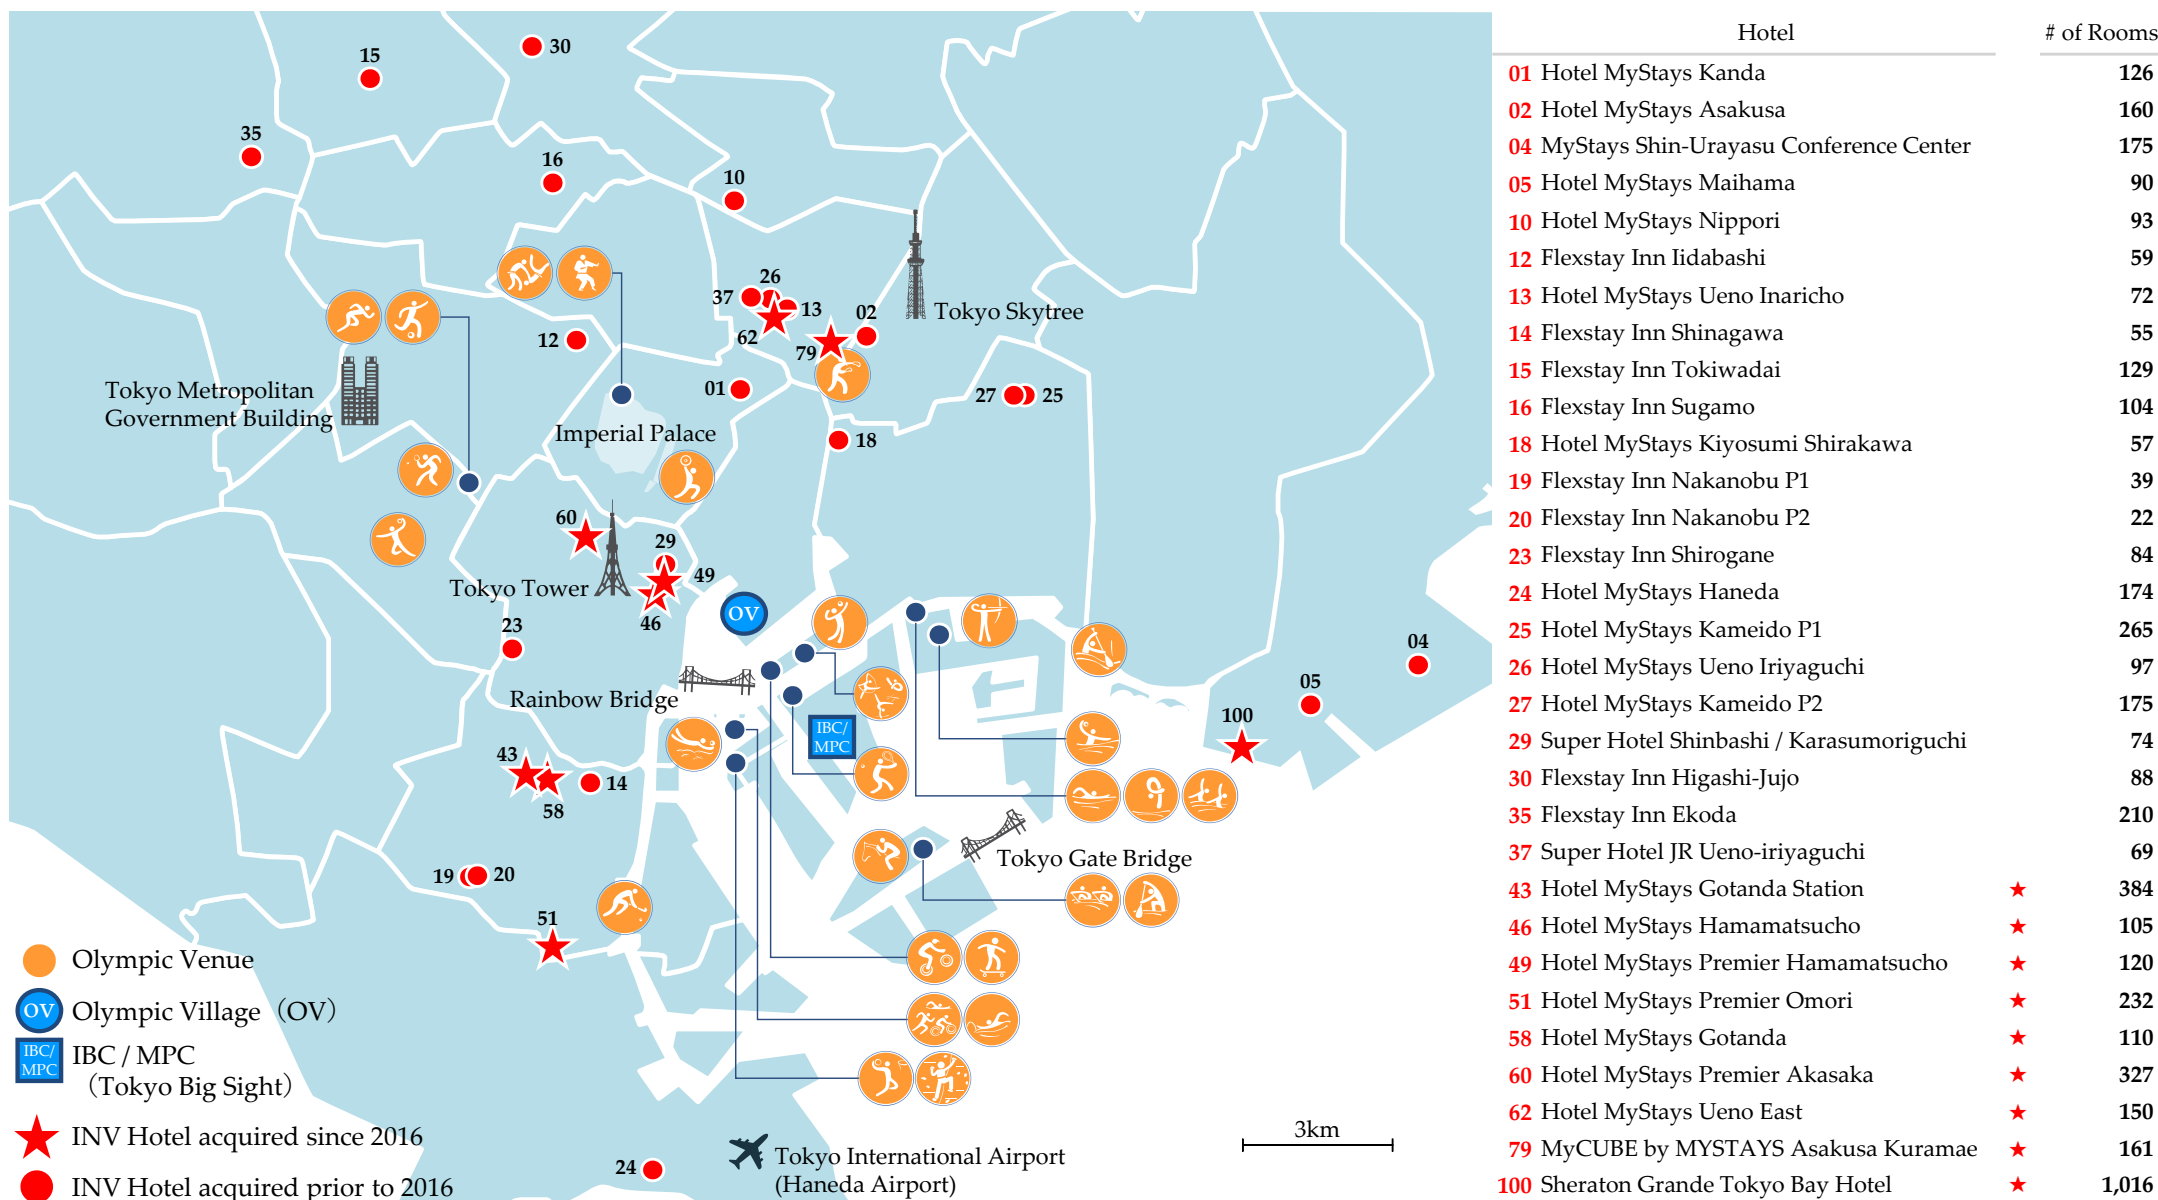 30
15
35
16
10
26
37
13
62
02
79
Tokyo Skytree
12
01
27
25
18
Tokyo Metropolitan
Government Building
Imperial Palace
60
29
49
46
Tokyo Tower
OV
23
Rainbow Bridge
IBC/
MPC
04
05
100
43
58
14
Tokyo Gate Bridge
19
20
51
24
Olympic Venue
OV Olympic Village（OV）
IBC/
MPC
IBC / MPC
（Tokyo Big Sight）
INV Hotel acquired since 2016
INV Hotel acquired prior to 2016
Tokyo International Airport
(Haneda Airport)
3km
Hotel # of Rooms
01 Hotel MyStays Kanda 126
02 Hotel MyStays Asakusa 160
04 MyStays Shin-Urayasu Conference Center 175
05 Hotel MyStays Maihama 90
10 Hotel MyStays Nippori 93
12 Flexstay Inn Iidabashi 59
13 Hotel MyStays Ueno Inaricho 72
14 Flexstay Inn Shinagawa 55
15 Flexstay Inn Tokiwadai 129
16 Flexstay Inn Sugamo 104
18 Hotel MyStays Kiyosumi Shirakawa 57
19 Flexstay Inn Nakanobu P1 39
20 Flexstay Inn Nakanobu P2 22
23 Flexstay Inn Shirogane 84
24 Hotel MyStays Haneda 174
25 Hotel MyStays Kameido P1 265
26 Hotel MyStays Ueno Iriyaguchi 97
27 Hotel MyStays Kameido P2 175
29 Super Hotel Shinbashi / Karasumoriguchi 74
30 Flexstay Inn Higashi-Jujo 88
35 Flexstay Inn Ekoda 210
37 Super Hotel JR Ueno-iriyaguchi 69
43 Hotel MyStays Gotanda Station ★ 384
46 Hotel MyStays Hamamatsucho ★ 105
49 Hotel MyStays Premier Hamamatsucho ★ 120
51 Hotel MyStays Premier Omori ★ 232
58 Hotel MyStays Gotanda ★ 110
60 Hotel MyStays Premier Akasaka ★ 327
62 Hotel MyStays Ueno East ★ 150
79 MyCUBE by MYSTAYS Asakusa Kuramae ★ 161
100 Sheraton Grande Tokyo Bay Hotel ★ 1,016